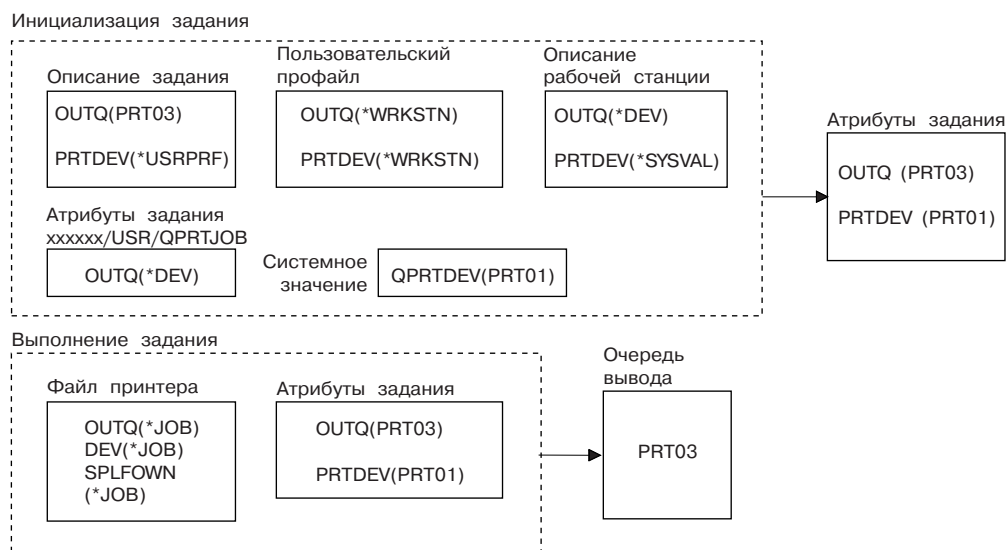 Инициализация задания
Описание задания
OUTQ(PRT03)
PRTDEV(*USRPRF)
Пользовательский
профайл
OUTQ(*WRKSTN)
PRTDEV(*WRKSTN)
Описание
рабочей станции
OUTQ(*DEV)
PRTDEV(*SYSVAL)
Атрибуты задания
OUTQ (PRT03)
PRTDEV (PRT01)
Атрибуты задания
xxxxxx/USR/QPRTJOB
OUTQ(*DEV)
Системное
значение
QPRTDEV(PRT01)
Выполнение задания
Файл принтера
OUTQ(*JOB)
DEV(*JOB)
SPLFOWN
(*JOB)
Атрибуты задания
OUTQ(PRT03)
PRTDEV(PRT01)
Очередь
вывода
PRT03